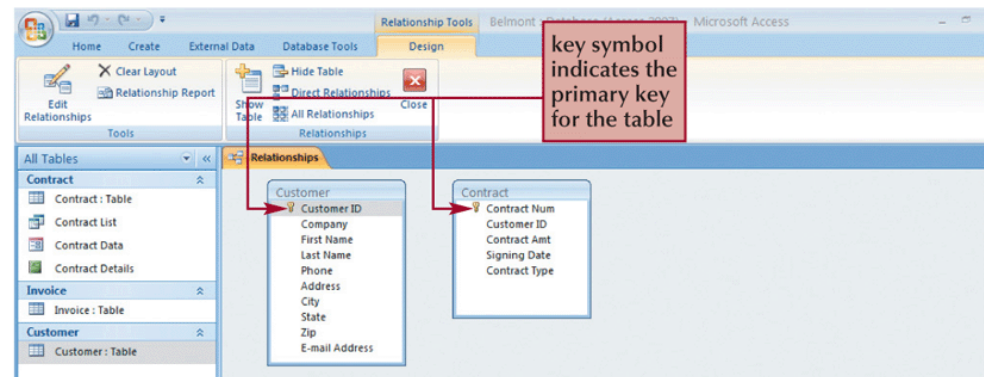 Relationship Tools
Belmont : Database (Access 2007) - Microsoft Access
Home
Create
External Data
Database Tools
Design
key symbol
indicates the
primary key
for the table
Edit
Relationships
Clear Layout
Relationship Report
Tools
Show
Table
Hide Table
Direct Relationships
All Relationships
Close
Relationships
All Tables
Contract
Contract : Table
Contract List
Contract Data
Contract Details
Invoice
Invoice : Table
Customer
Customer : Table
Relationships
Customer
Customer ID
Company
First Name
Last Name
Phone
Address
City
State
Zip
E-mail Address
Contract
Contract Num
Customer ID
Contract Amt
Signing Date
Contract Type